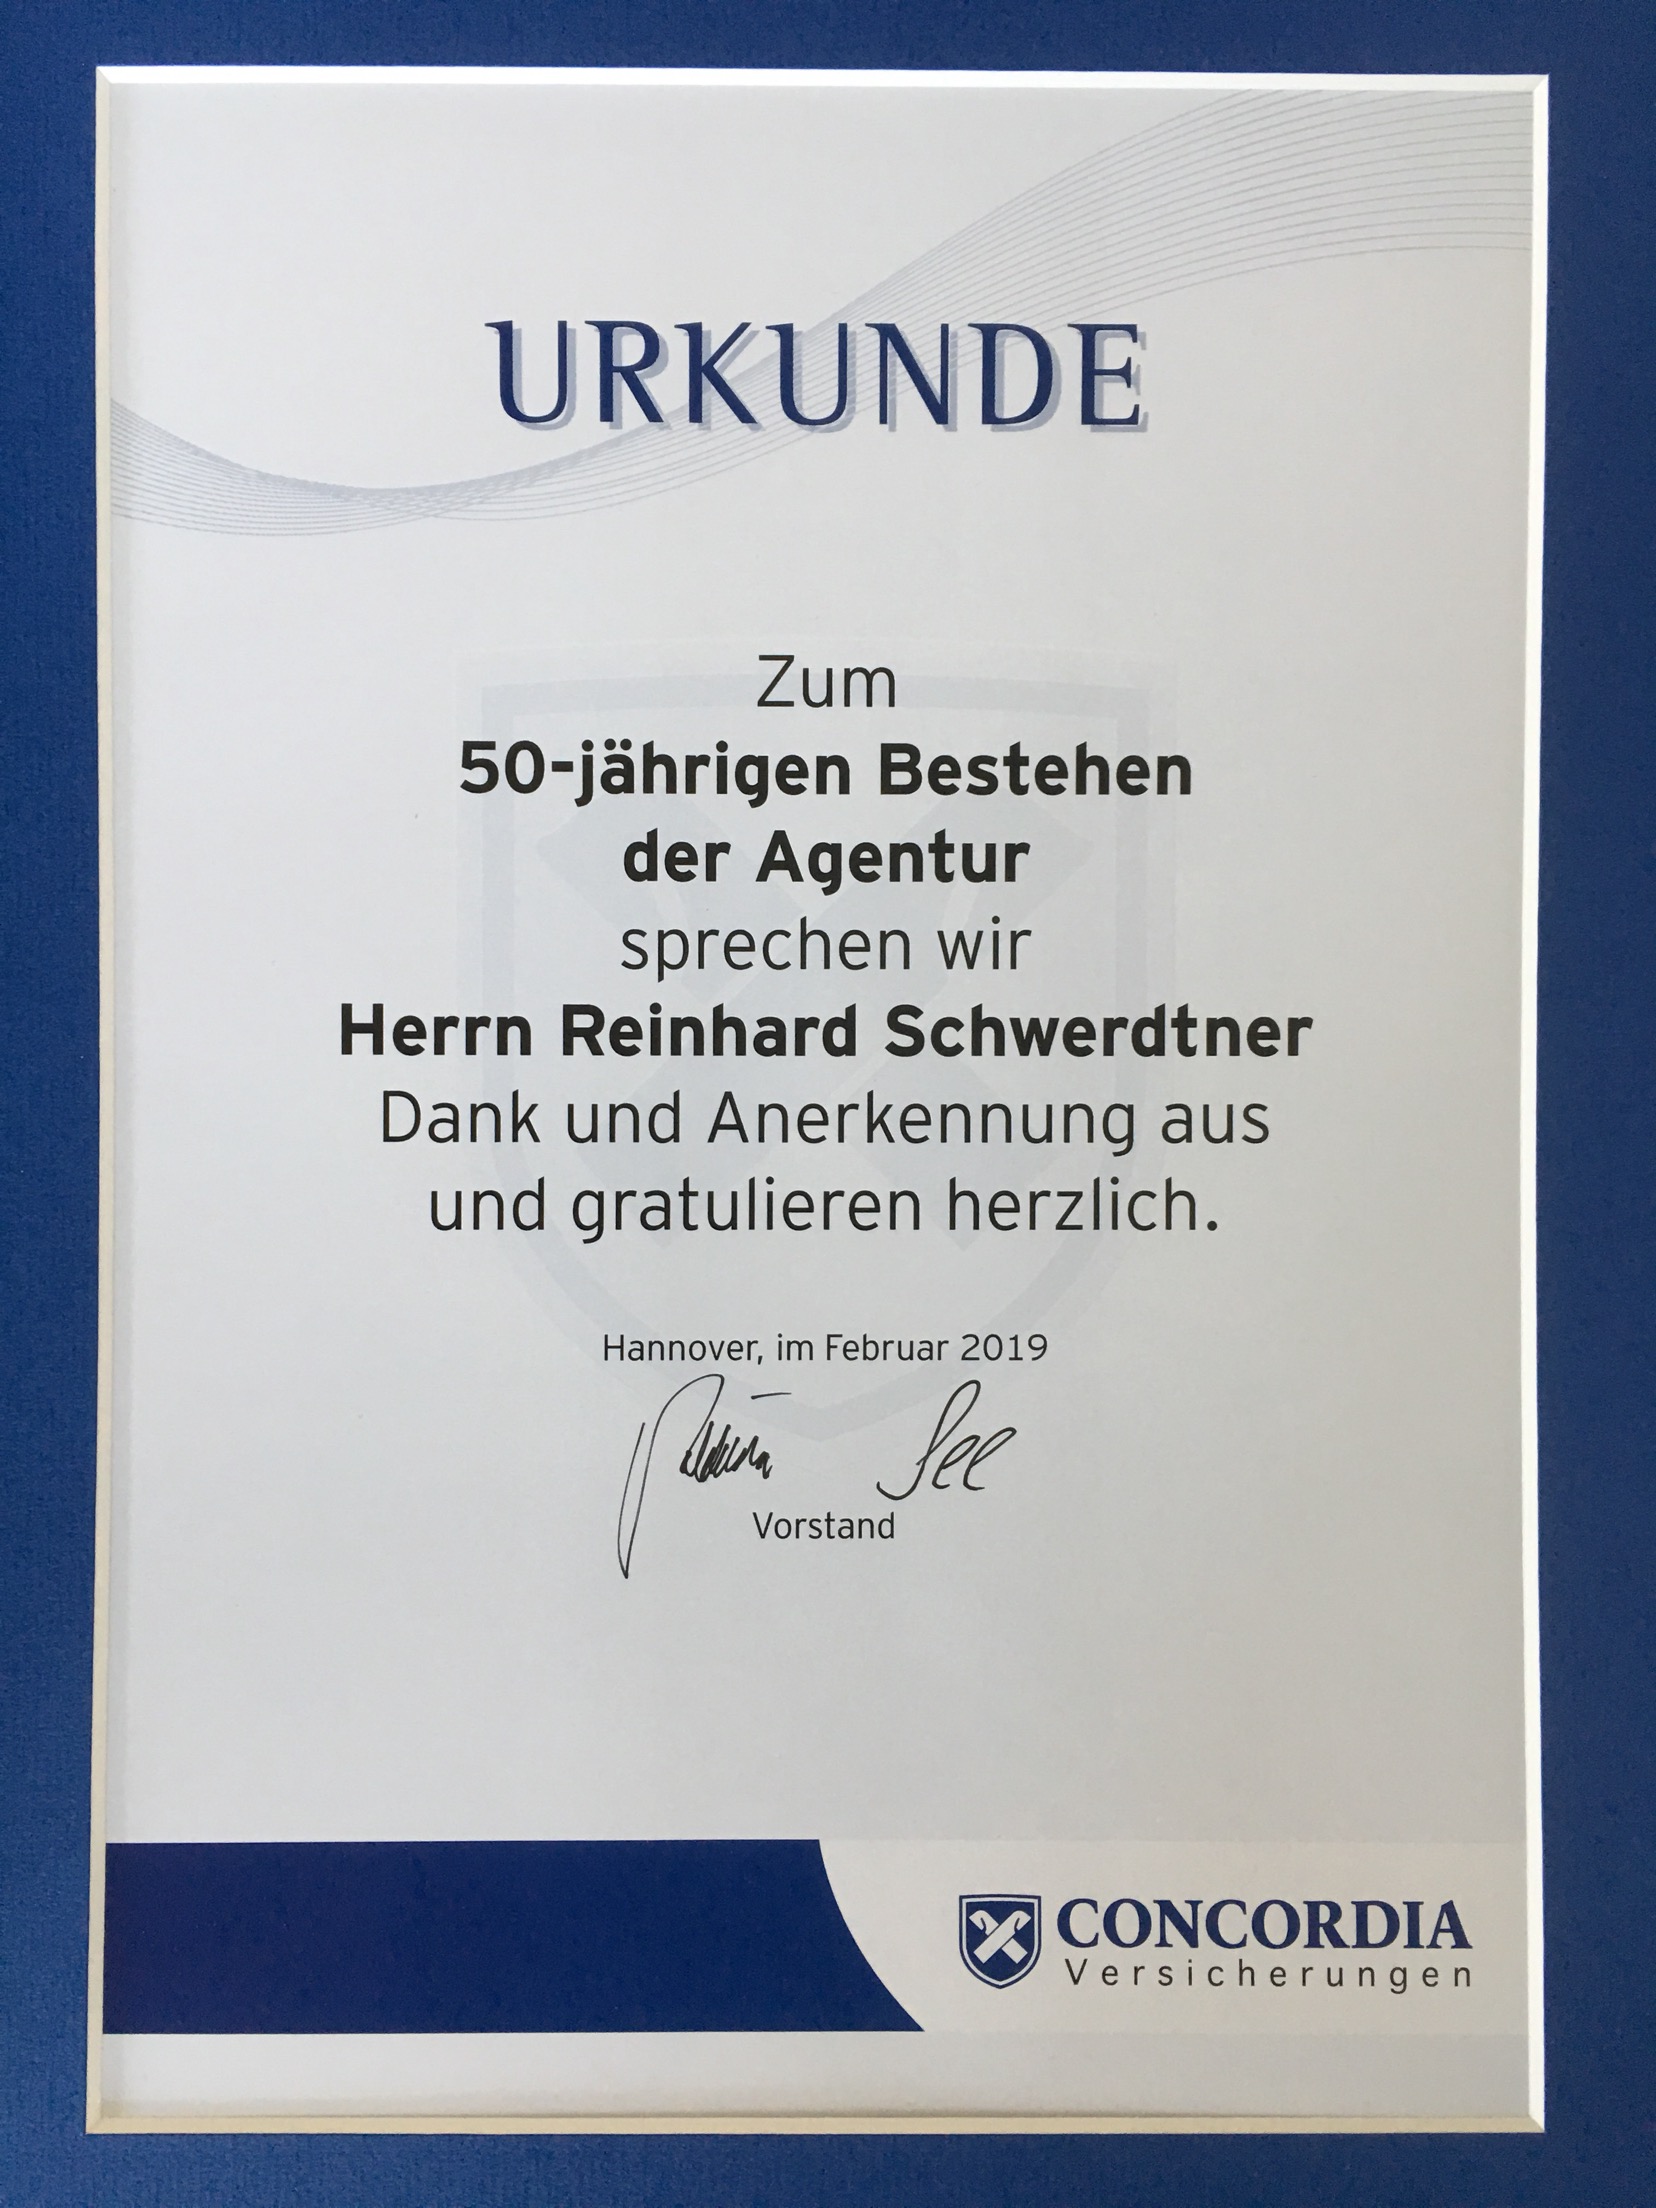 URKUNDE
Zum
50-jährigen Bestehen
der Agentur
sprechen wir
Herrn Reinhard Schwerdtner
Dank und Anerkennung aus
und gratulieren herzlich.
Hannover, im Februar 2019
Vorstand
CONCORDIA
Versicherungen